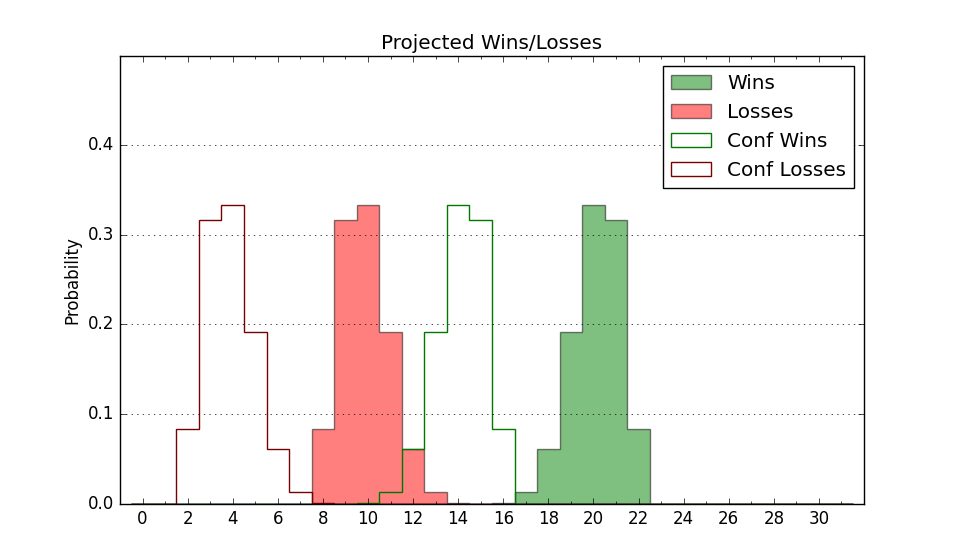 Projected Wins/Losses
Wins
Losses
Conf Wins
Conf Losses
Probability
0.4
0.3
0.2
0.1
0.0
0 2 4 6 8 10 12 14 16 18 20 22 24 26 28 30